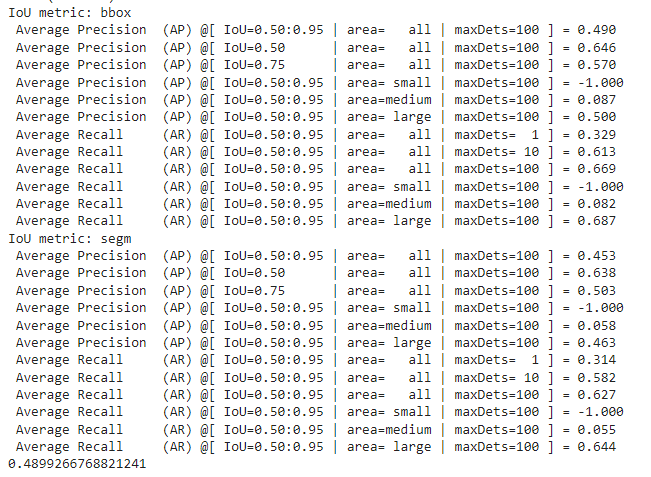 IoU metric: bbox
 Average Precision  (AP) @[ IoU=0.50:0.95 | area=   all | maxDets=100 ] = 0.490
 Average Precision  (AP) @[ IoU=0.50      | area=   all | maxDets=100 ] = 0.646
 Average Precision  (AP) @[ IoU=0.75      | area=   all | maxDets=100 ] = 0.570
 Average Precision  (AP) @[ IoU=0.50:0.95 | area= small | maxDets=100 ] = -1.000
 Average Precision  (AP) @[ IoU=0.50:0.95 | area=medium | maxDets=100 ] = 0.087
 Average Precision  (AP) @[ IoU=0.50:0.95 | area= large | maxDets=100 ] = 0.500
 Average Recall     (AR) @[ IoU=0.50:0.95 | area=   all | maxDets=  1 ] = 0.329
 Average Recall     (AR) @[ IoU=0.50:0.95 | area=   all | maxDets= 10 ] = 0.613
 Average Recall     (AR) @[ IoU=0.50:0.95 | area=   all | maxDets=100 ] = 0.669
 Average Recall     (AR) @[ IoU=0.50:0.95 | area= small | maxDets=100 ] = -1.000
 Average Recall     (AR) @[ IoU=0.50:0.95 | area=medium | maxDets=100 ] = 0.082
 Average Recall     (AR) @[ IoU=0.50:0.95 | area= large | maxDets=100 ] = 0.687
IoU metric: segm
 Average Precision  (AP) @[ IoU=0.50:0.95 | area=   all | maxDets=100 ] = 0.453
 Average Precision  (AP) @[ IoU=0.50      | area=   all | maxDets=100 ] = 0.638
 Average Precision  (AP) @[ IoU=0.75      | area=   all | maxDets=100 ] = 0.503
 Average Precision  (AP) @[ IoU=0.50:0.95 | area= small | maxDets=100 ] = -1.000
 Average Precision  (AP) @[ IoU=0.50:0.95 | area=medium | maxDets=100 ] = 0.058
 Average Precision  (AP) @[ IoU=0.50:0.95 | area= large | maxDets=100 ] = 0.463
 Average Recall     (AR) @[ IoU=0.50:0.95 | area=   all | maxDets=  1 ] = 0.314
 Average Recall     (AR) @[ IoU=0.50:0.95 | area=   all | maxDets= 10 ] = 0.582
 Average Recall     (AR) @[ IoU=0.50:0.95 | area=   all | maxDets=100 ] = 0.627
 Average Recall     (AR) @[ IoU=0.50:0.95 | area= small | maxDets=100 ] = -1.000
 Average Recall     (AR) @[ IoU=0.50:0.95 | area=medium | maxDets=100 ] = 0.055
 Average Recall     (AR) @[ IoU=0.50:0.95 | area= large | maxDets=100 ] = 0.644
0.4899266768821241